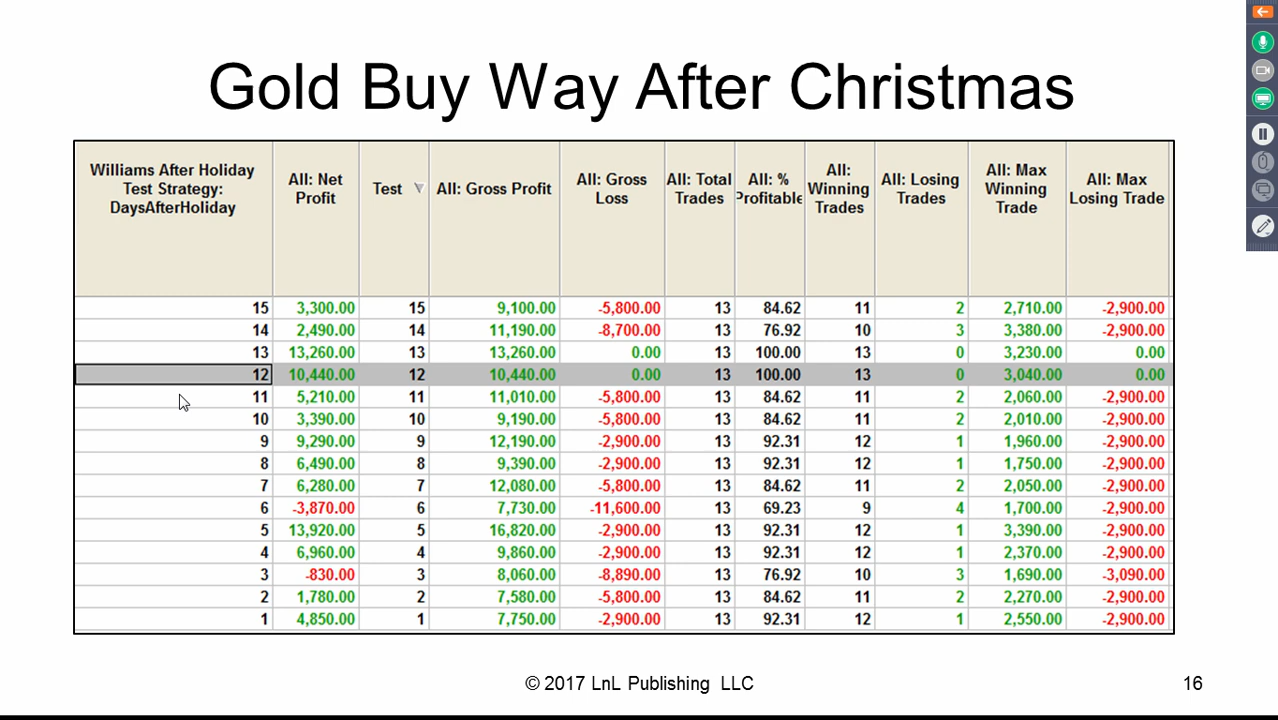 Gold Buy Way After Christmas
Williams After Holiday Test Strategy: DaysAfterHoliday All: Net Profit Test All: Gross Profit All: Gross Loss All: Total Trades All: % Profitable All: Winning Trades All: Losing Trades All: Max Winning Trade All: Max Losing Trade
15 3,300.00 15 9,100.00 -5,800.00 13 84.62 11 2 2,710.00 -2,900.00
14 2,490.00 14 11,190.00 -8,700.00 13 76.92 10 3 3,380.00 -2,900.00
13 13,260.00 13 13,260.00 0.00 13 100.00 13 0 3,230.00 0.00
12 10,440.00 12 10,440.00 0.00 13 100.00 13 0 3,040.00 0.00
11 5,210.00 11 11,010.00 -5,800.00 13 84.62 11 2 2,060.00 -2,900.00
10 3,390.00 10 9,190.00 -5,800.00 13 84.62 11 2 2,010.00 -2,900.00
9 9,290.00 9 12,190.00 -2,900.00 13 92.31 12 1 1,960.00 -2,900.00
8 6,490.00 8 9,390.00 -2,900.00 13 92.31 12 1 1,750.00 -2,900.00
7 6,280.00 7 12,080.00 -5,800.00 13 84.62 11 2 2,050.00 -2,900.00
6 -3,870.00 6 7,730.00 -11,600.00 13 69.23 9 4 1,700.00 -2,900.00
5 13,920.00 5 16,820.00 -2,900.00 13 92.31 12 1 3,390.00 -2,900.00
4 6,960.00 4 9,860.00 -2,900.00 13 92.31 12 1 2,370.00 -2,900.00
3 -830.00 3 8,060.00 -8,890.00 13 76.92 10 3 1,690.00 -3,090.00
2 1,780.00 2 7,580.00 -5,800.00 13 84.62 11 2 2,270.00 -2,900.00
1 4,850.00 1 7,750.00 -2,900.00 13 92.31 12 1 2,550.00 -2,900.00
© 2017 LnL Publishing LLC
16